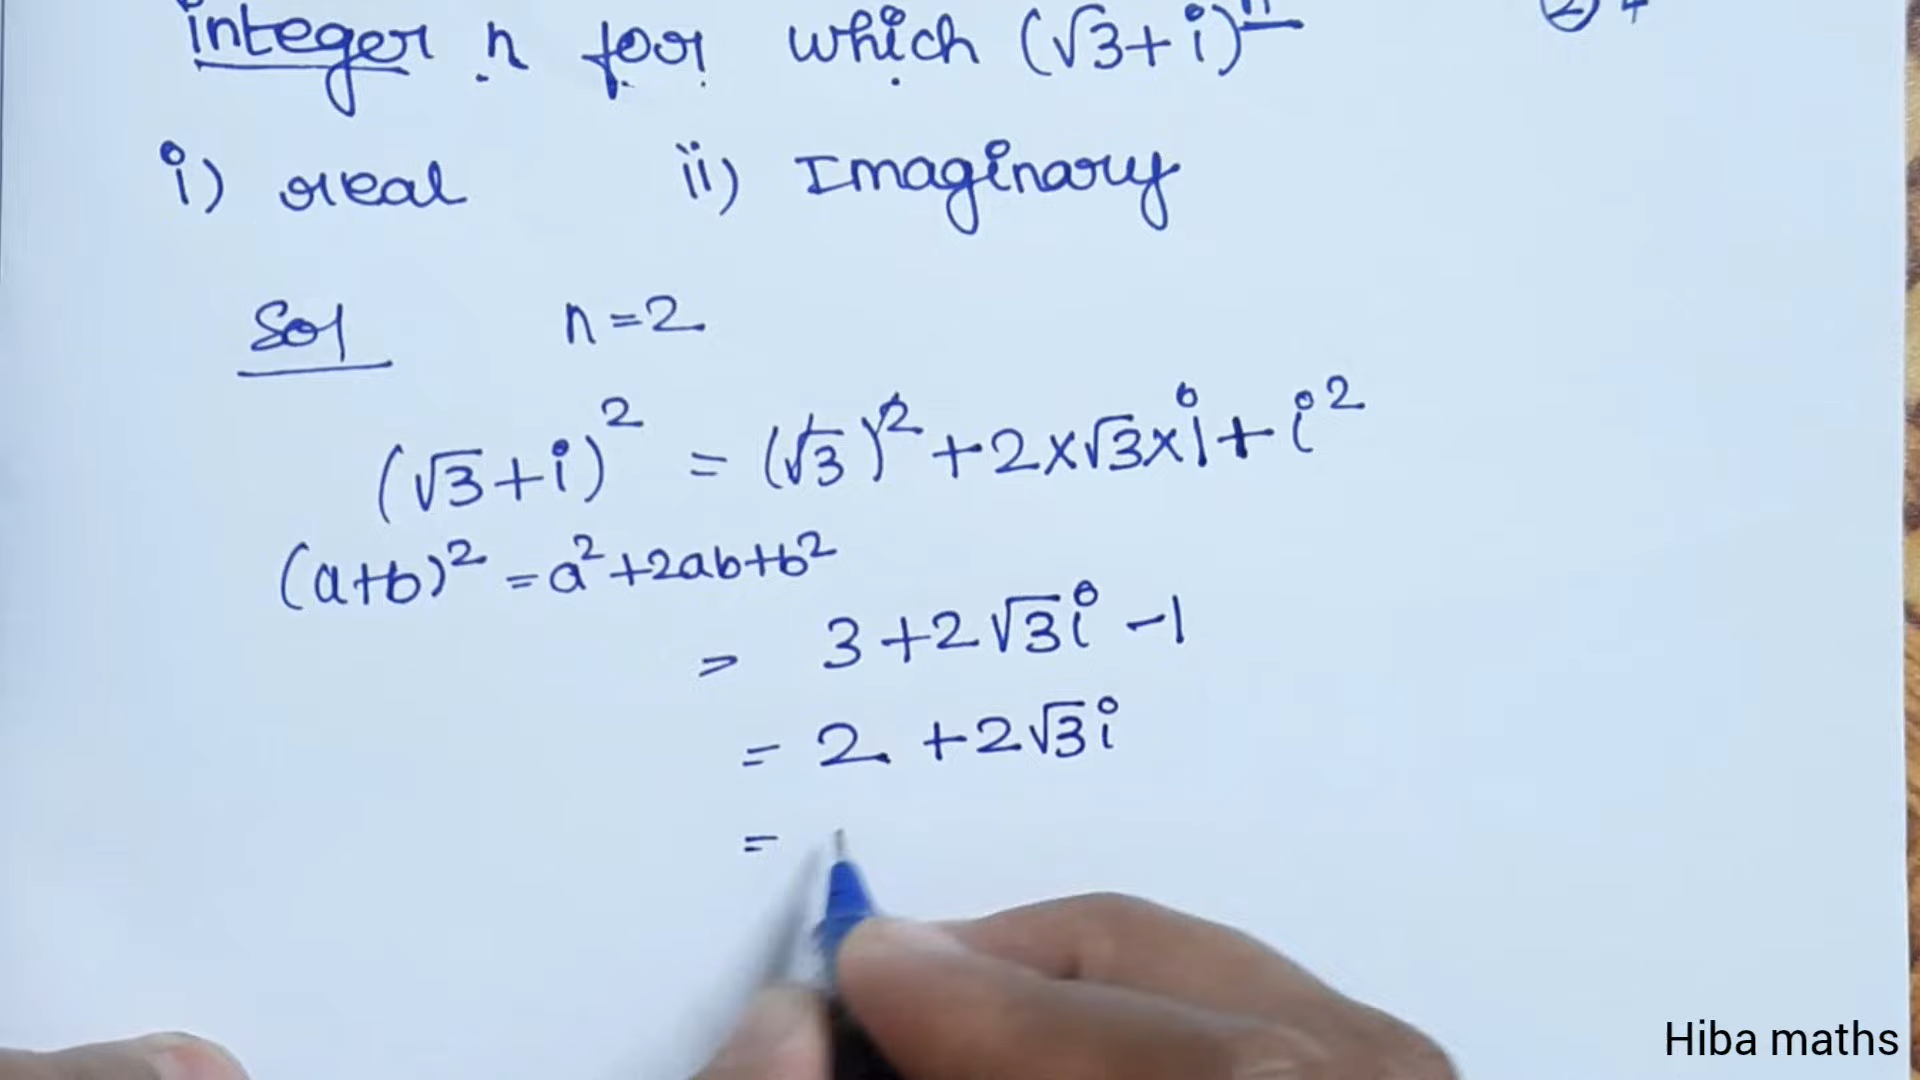 integer n for which (√3+i)ⁿ
i) real ii) Imaginary
Sol n=2
(√3+i)² = (√3)²+2×√3×i+i²
(a+b)² = a²+2ab+b²
= 3+2√3i-1
= 2+2√3i
=
Hiba maths